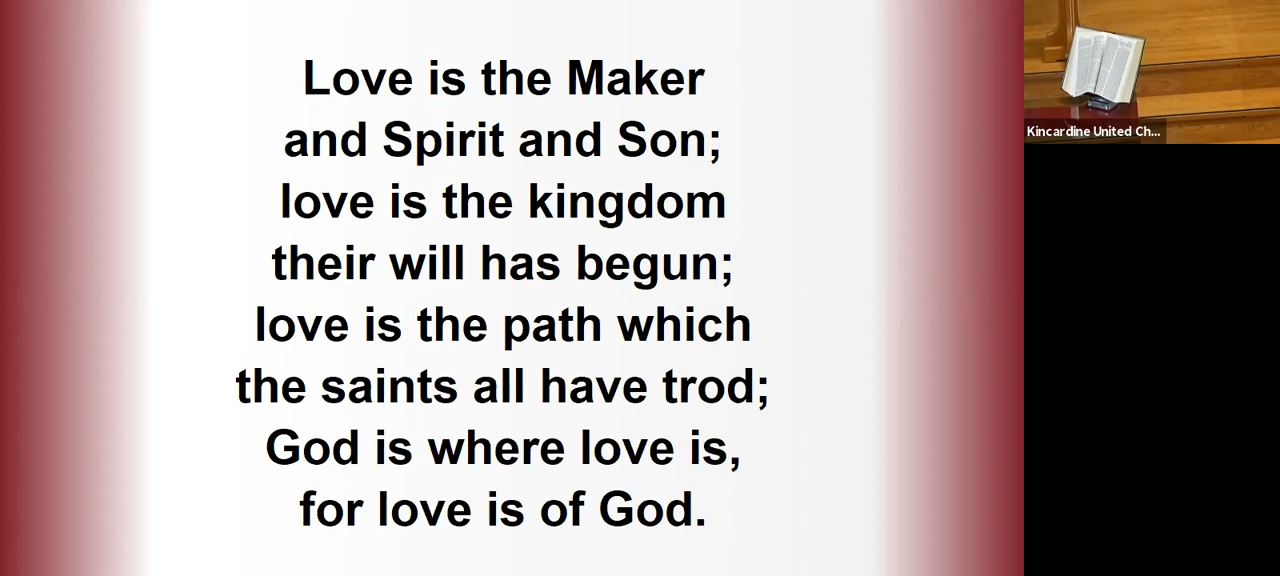 Love is the Maker
and Spirit and Son;
love is the kingdom
their will has begun;
love is the path which
the saints all have trod;
God is where love is,
for love is of God.
Kincardine United Ch...